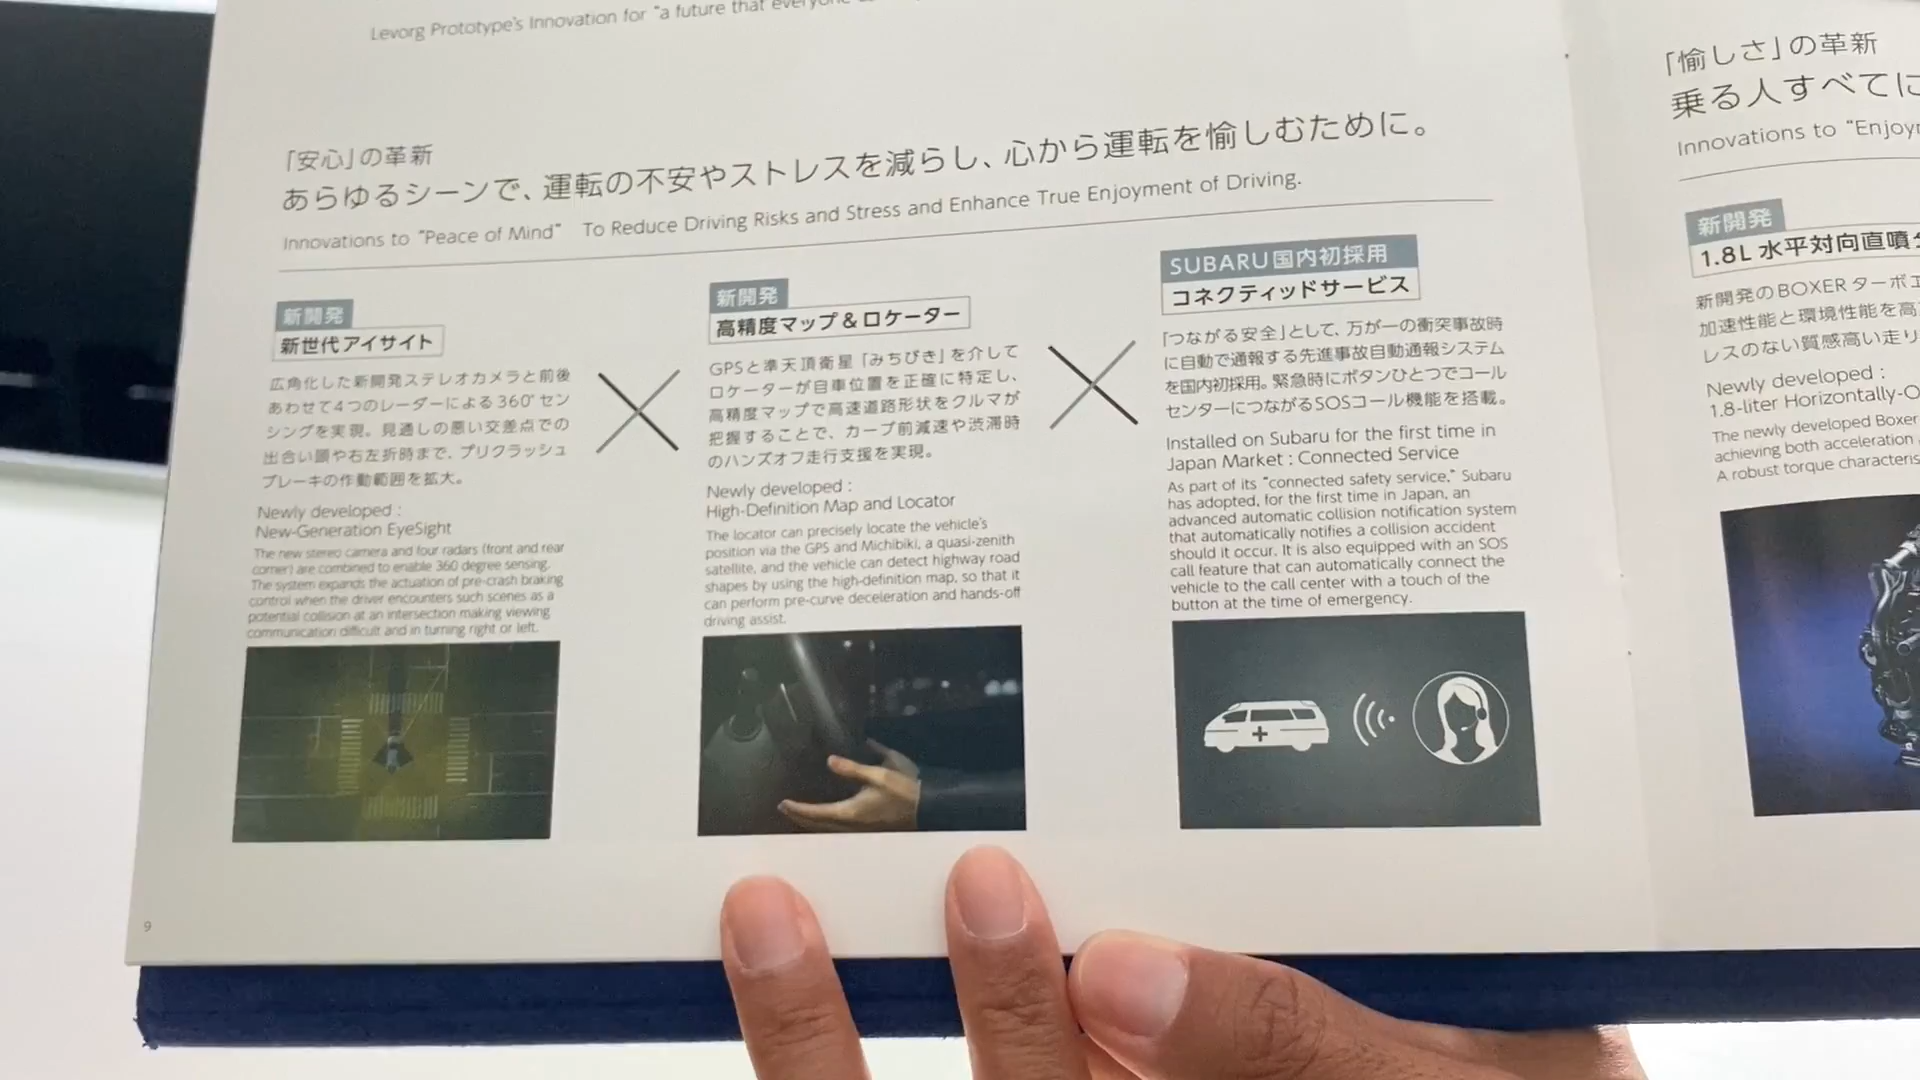 Levorg Prototype's Innovation for "a future that everyone
「安心」の革新
あらゆるシーンで、運転の不安やストレスを減らし、心から運転を愉しむために。
Innovations to "Peace of Mind" To Reduce Driving Risks and Stress and Enhance True Enjoyment of Driving.
新開発
新世代アイサイト
広角化した新開発ステレオカメラと前後
あわせて4つのレーダーによる360°セン
シングを実現。見通しの悪い交差点での
出合い頭や右左折時まで、プリクラッシュ
ブレーキの作動範囲を拡大。
Newly developed :
New-Generation EyeSight
The new stereo camera and four radars (front and rear
corner) are combined to enable 360 degree sensing.
The system expands the actuation of pre-crash braking
control when the driver encounters such scenes as a
potential collision at an intersection making viewing
communication difficult and in turning right or left.
新開発
高精度マップ&ロケーター
GPSと準天頂衛星「みちびき」を介して
ロケーターが自車位置を正確に特定し、
高精度マップで高速道路形状をクルマが
把握することで、カーブ前減速や渋滞時
のハンズオフ走行支援を実現。
Newly developed :
High-Definition Map and Locator
The locator can precisely locate the vehicle's
position via the GPS and Michibiki, a quasi-zenith
satellite, and the vehicle can detect highway road
shapes by using the high-definition map, so that it
can perform pre-curve deceleration and hands-off
driving assist.
SUBARU国内初採用
コネクティッドサービス
「つながる安全」として、万が一の衝突事故時
に自動で通報する先進事故自動通報システム
を国内初採用。緊急時にボタンひとつでコール
センターにつながるSOSコール機能を搭載。
Installed on Subaru for the first time in
Japan Market : Connected Service
As part of its "connected safety service," Subaru
has adopted, for the first time in Japan, an
advanced automatic collision notification system
that automatically notifies a collision accident
should it occur. It is also equipped with an SOS
call feature that can automatically connect the
vehicle to the call center with a touch of the
button at the time of emergency.
9
「愉しさ」の革新
乗る人すべてに
Innovations to "Enjoy
新開発
1.8L 水平対向直噴
新開発のBOXERターボエ
加速性能と環境性能を高
レスのない質感高い走り
Newly developed :
1.8-liter Horizontally-O
The newly developed Boxer
achieving both acceleration
A robust torque characteris